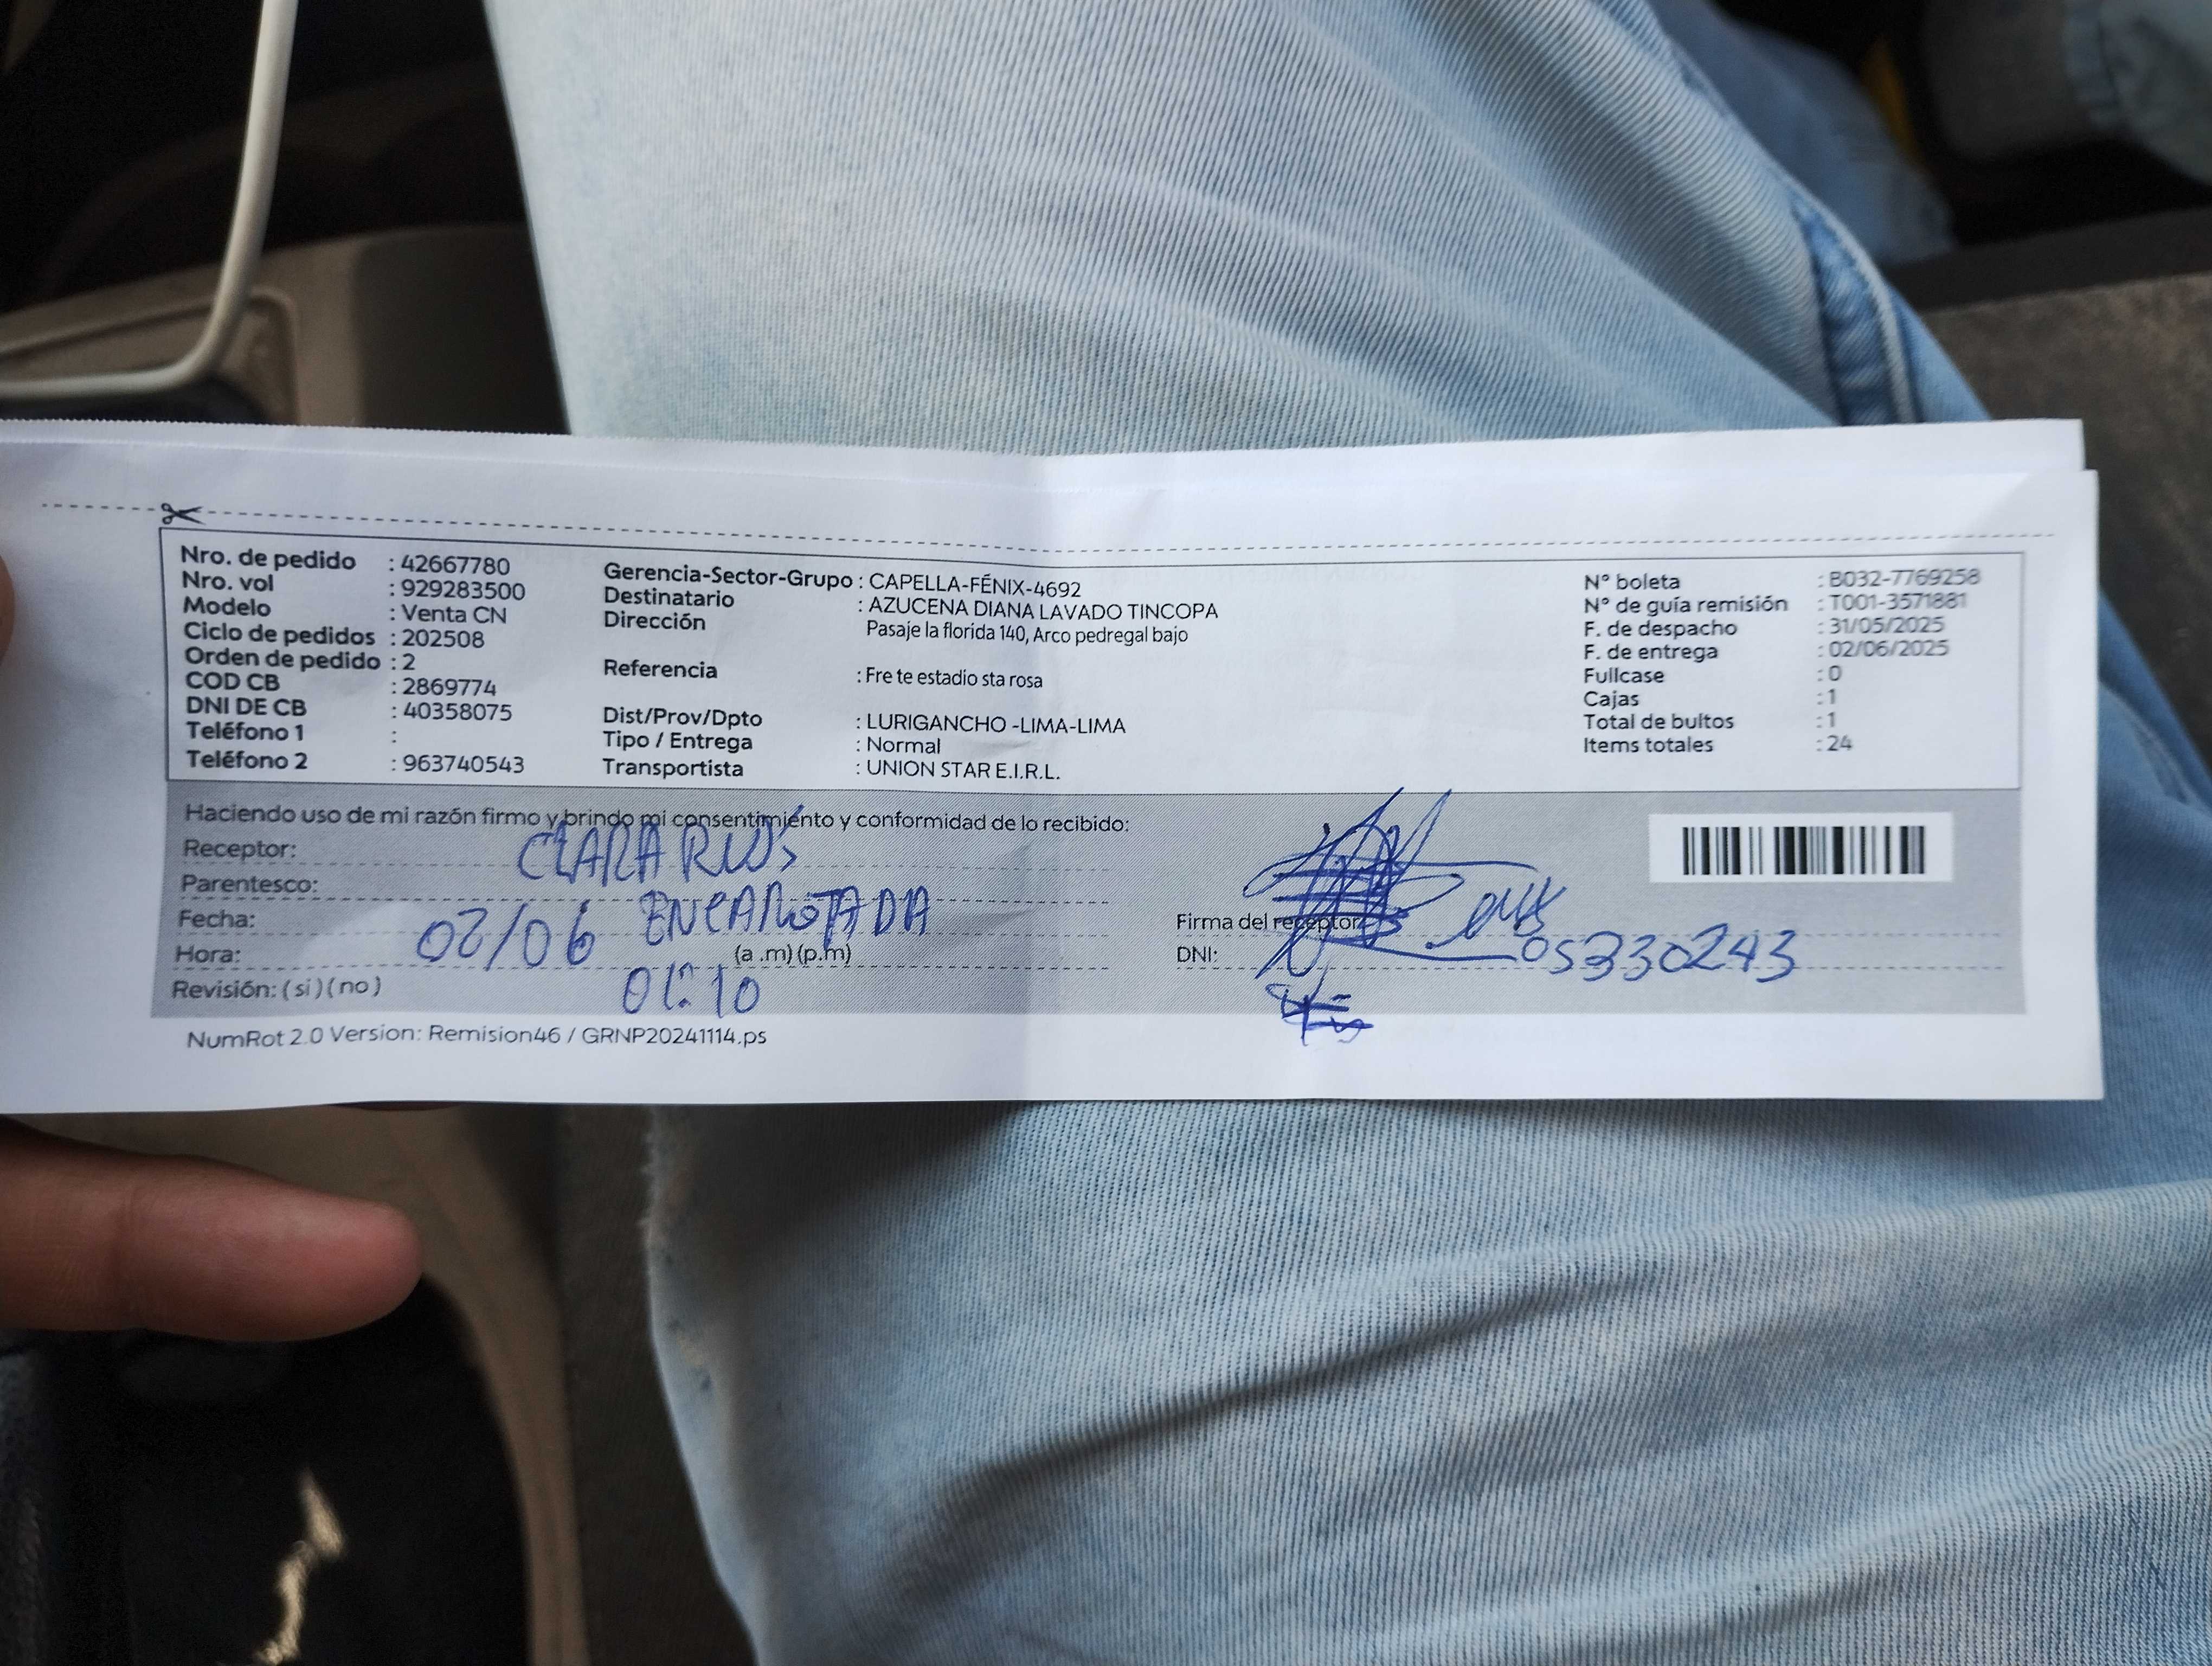 Nro. de pedido : 42667780
Nro. vol : 929283500
Modelo : Venta CN
Ciclo de pedidos : 202508
Orden de pedido : 2
COD CB : 2869774
DNI DE CB : 40358075
Teléfono 1 :
Teléfono 2 : 963740543
Gerencia-Sector-Grupo : CAPELLA-FÉNIX-4692
Destinatario : AZUCENA DIANA LAVADO TINCOPA
Dirección Pasaje la florida 140, Arco pedregal bajo
Referencia : Fre te estadio sta rosa
Dist/Prov/Dpto : LURIGANCHO -LIMA-LIMA
Tipo / Entrega : Normal
Transportista : UNION STAR E.I.R.L.
N° boleta : B032-7769258
N° de guía remisión : T001-3571881
F. de despacho : 31/05/2025
F. de entrega : 02/06/2025
Fullcase : 0
Cajas : 1
Total de bultos : 1
Items totales : 24
Haciendo uso de mi razón firmo y brindo mi consentimiento y conformidad de lo recibido:
Receptor: CLARA
Parentesco:
Fecha: 02/06
Hora: (a .m) (p.m)
Revisión: (si) (no) 01:10
Firma del receptor
DNI: 05330243
NumRot 2.0 Version: Remision46 / GRNP20241114.ps